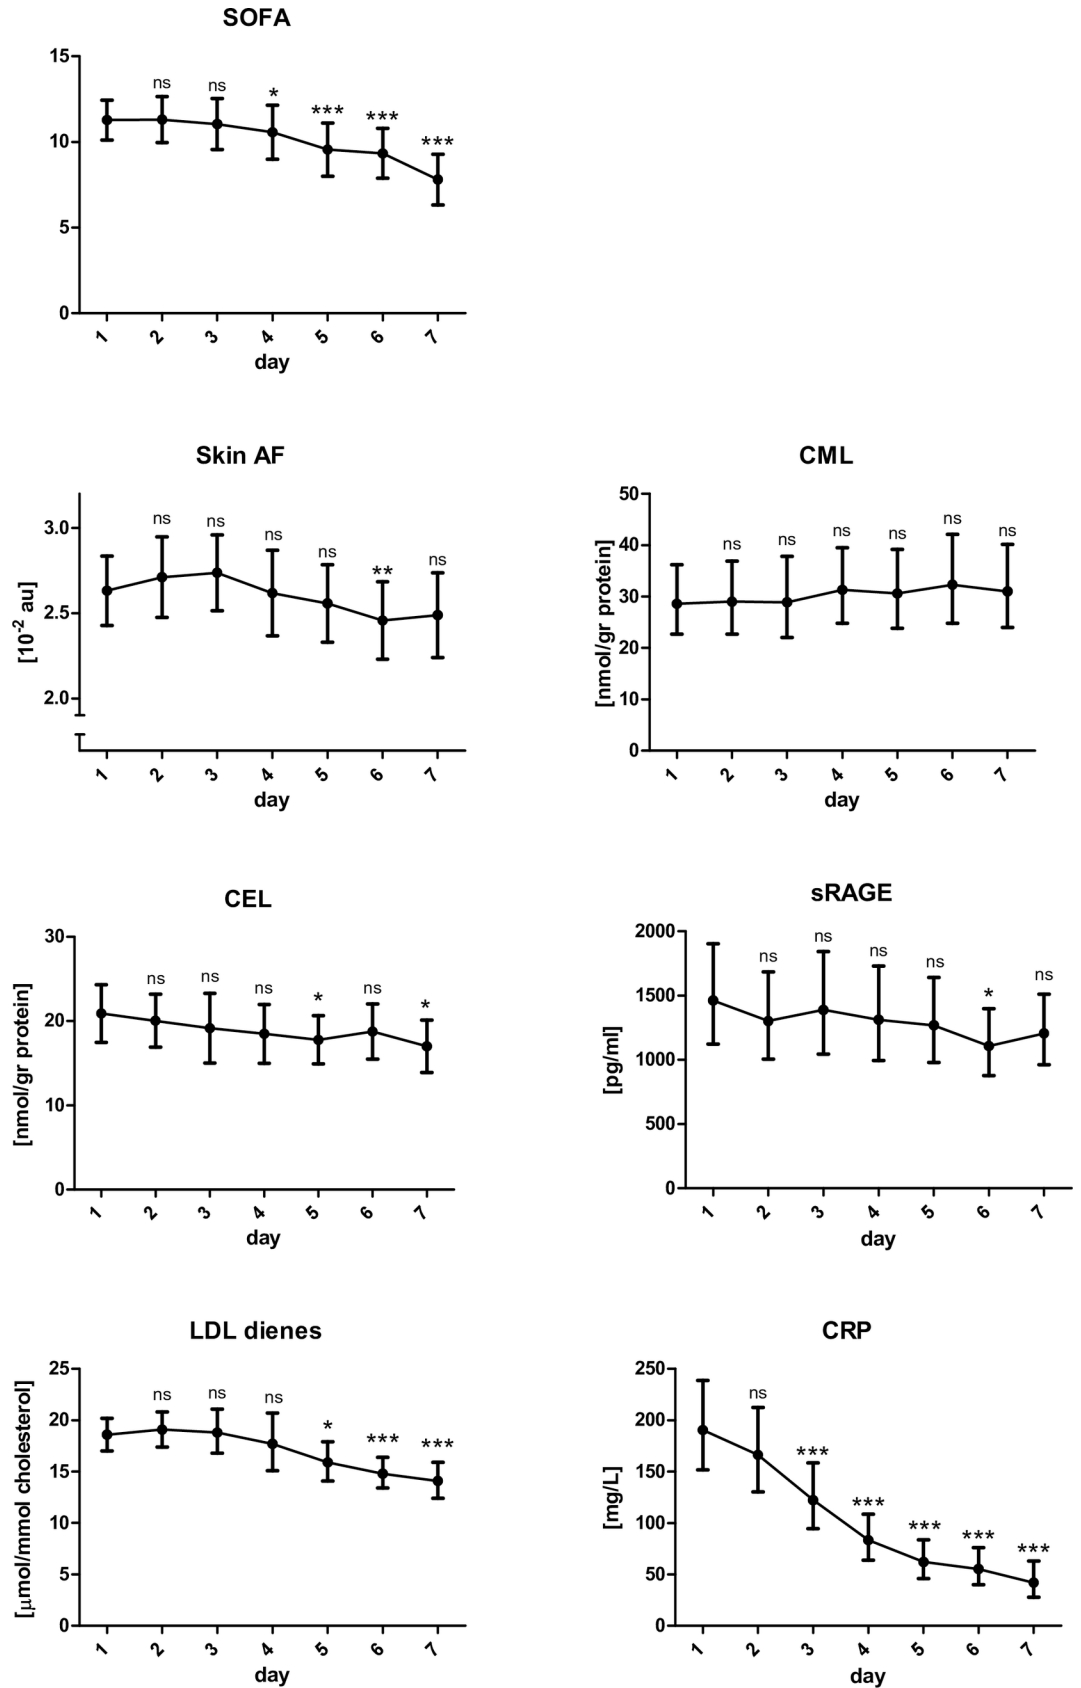 SOFA
15
10
5
0
ns ns * *** *** ***
1 2 3 4 5 6 7
day
Skin AF
[10-2 au]
3.0
2.5
2.0
ns ns ns ns ** ns
1 2 3 4 5 6 7
day
CML
[nmol/gr protein]
50
40
30
20
10
0
ns ns ns ns ns ns
1 2 3 4 5 6 7
day
CEL
[nmol/gr protein]
30
20
10
0
ns ns ns * ns *
1 2 3 4 5 6 7
day
sRAGE
[pg/ml]
2000
1500
1000
500
0
ns ns ns ns * ns
1 2 3 4 5 6 7
day
LDL dienes
[μmol/mmol cholesterol]
25
20
15
10
5
0
ns ns ns * *** ***
1 2 3 4 5 6 7
day
CRP
[mg/L]
250
200
150
100
50
0
ns *** *** *** *** ***
1 2 3 4 5 6 7
day